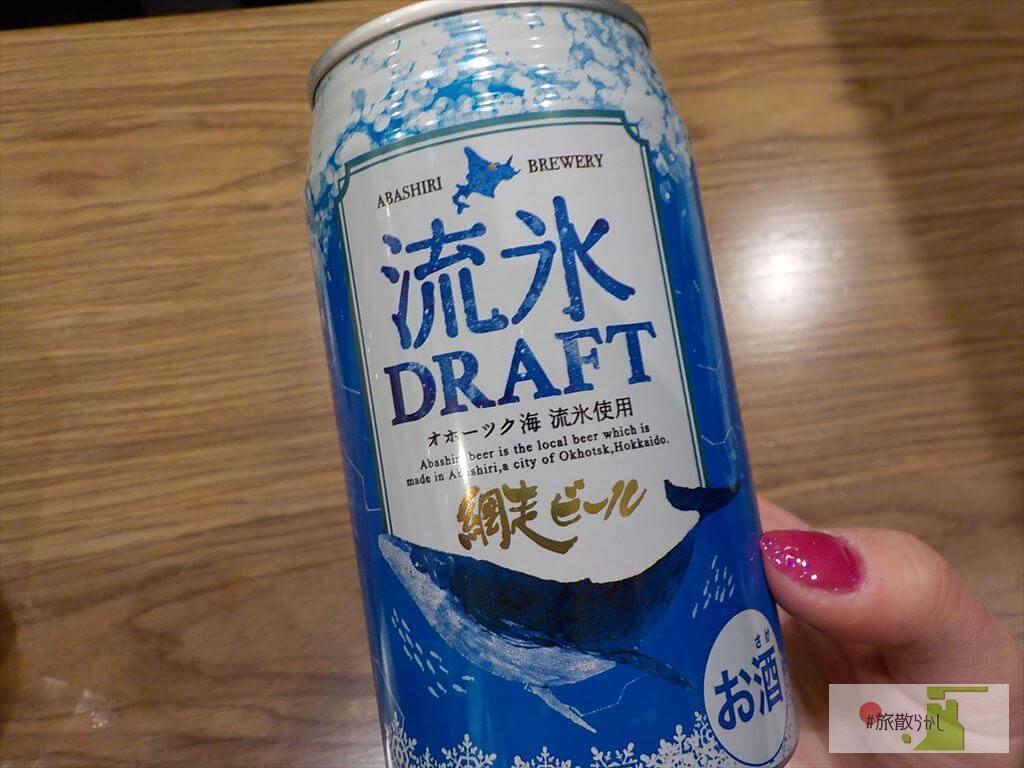 ABASHIRI BREWERY
流氷
DRAFT
オホーツク海 流氷使用
Abashiri beer is the local beer which is
made in Abashiri,a city of Okhotsk,Hokkaido.
網走ビール
さけ
お酒
#旅散らかし